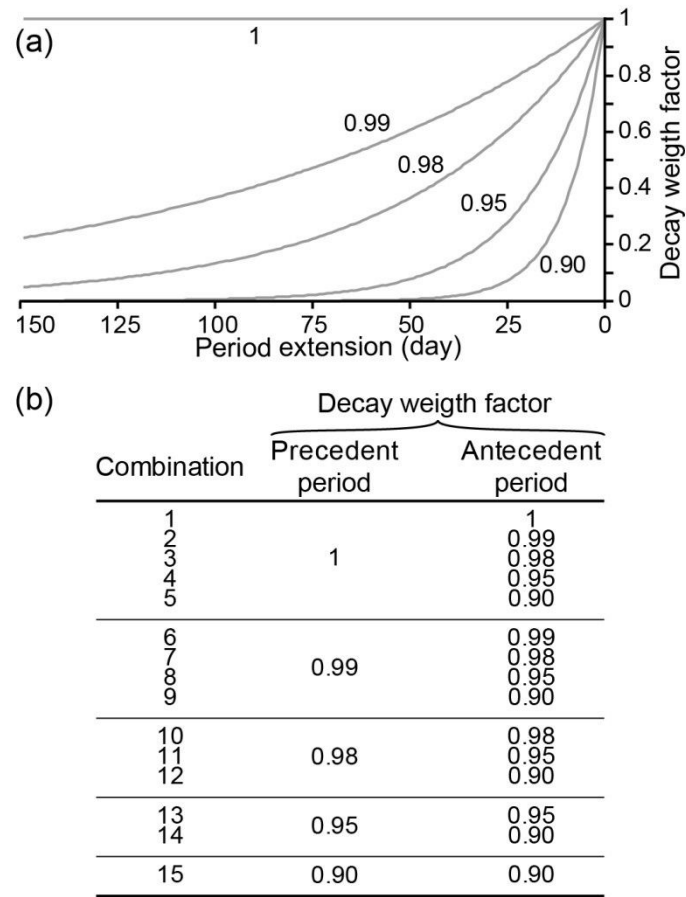 (a)
1
0.99
0.98
0.95
0.90
1
0.8
0.6
0.4
0.2
0
Decay weigth factor
150 125 100 75 50 25 0
Period extension (day)
(b)
Decay weigth factor
Combination Precedent period Antecedent period
1 1 1
2 0.99
3 0.98
4 0.95
5 0.90
6 0.99 0.99
7 0.98
8 0.95
9 0.90
10 0.98 0.98
11 0.95
12 0.90
13 0.95 0.95
14 0.90
15 0.90 0.90